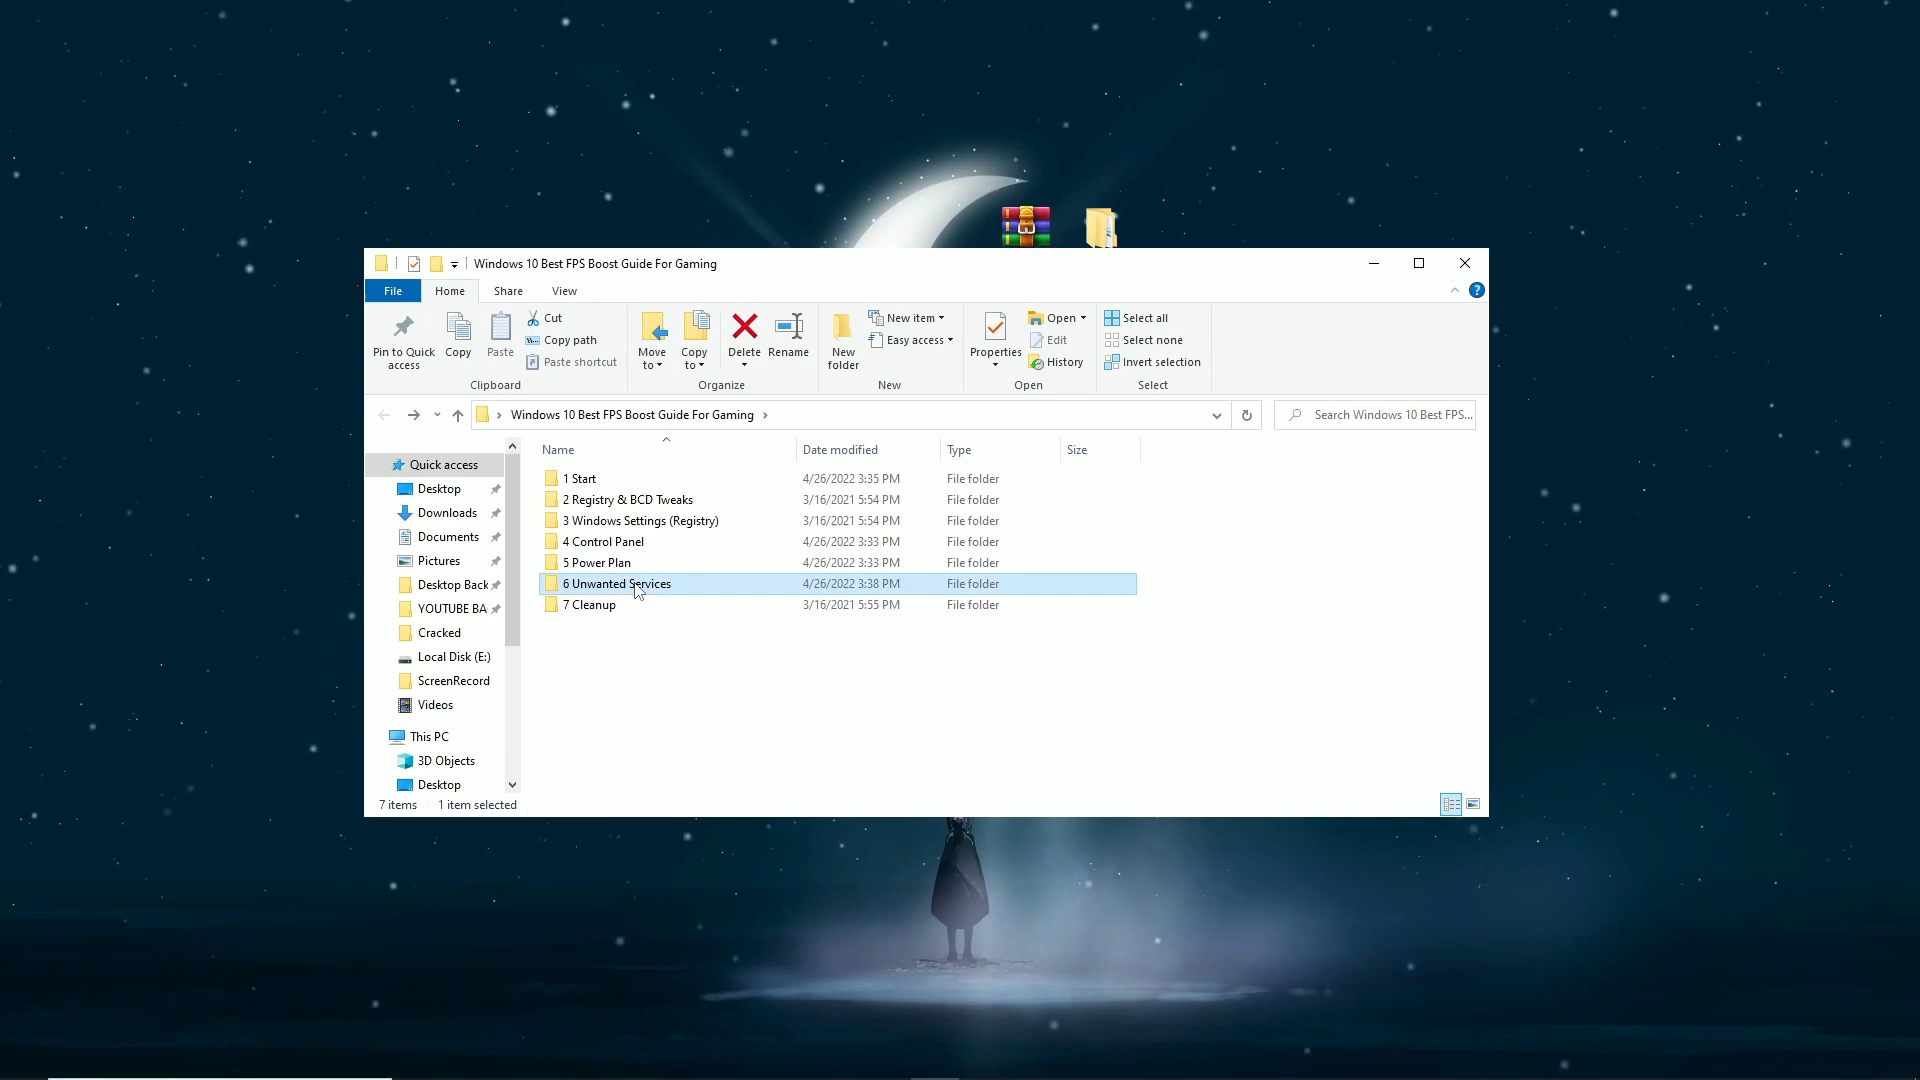 Windows 10 Best FPS Boost Guide For Gaming
File Home Share View
Pin to Quick access
Copy
Paste
Cut
Copy path
Paste shortcut
Clipboard
Move to
Copy to
Delete
Rename
Organize
New folder
New item
Easy access
New
Properties
Open
Edit
History
Open
Select all
Select none
Invert selection
Select
Windows 10 Best FPS Boost Guide For Gaming
Search Windows 10 Best FPS...
Quick access
Desktop
Downloads
Documents
Pictures
Desktop Back
YOUTUBE BA
Cracked
Local Disk (E:)
ScreenRecord
Videos
This PC
3D Objects
Desktop
Name Date modified Type Size
1 Start 4/26/2022 3:35 PM File folder
2 Registry & BCD Tweaks 3/16/2021 5:54 PM File folder
3 Windows Settings (Registry) 3/16/2021 5:54 PM File folder
4 Control Panel 4/26/2022 3:33 PM File folder
5 Power Plan 4/26/2022 3:33 PM File folder
6 Unwanted Services 4/26/2022 3:38 PM File folder
7 Cleanup 3/16/2021 5:55 PM File folder
7 items 1 item selected